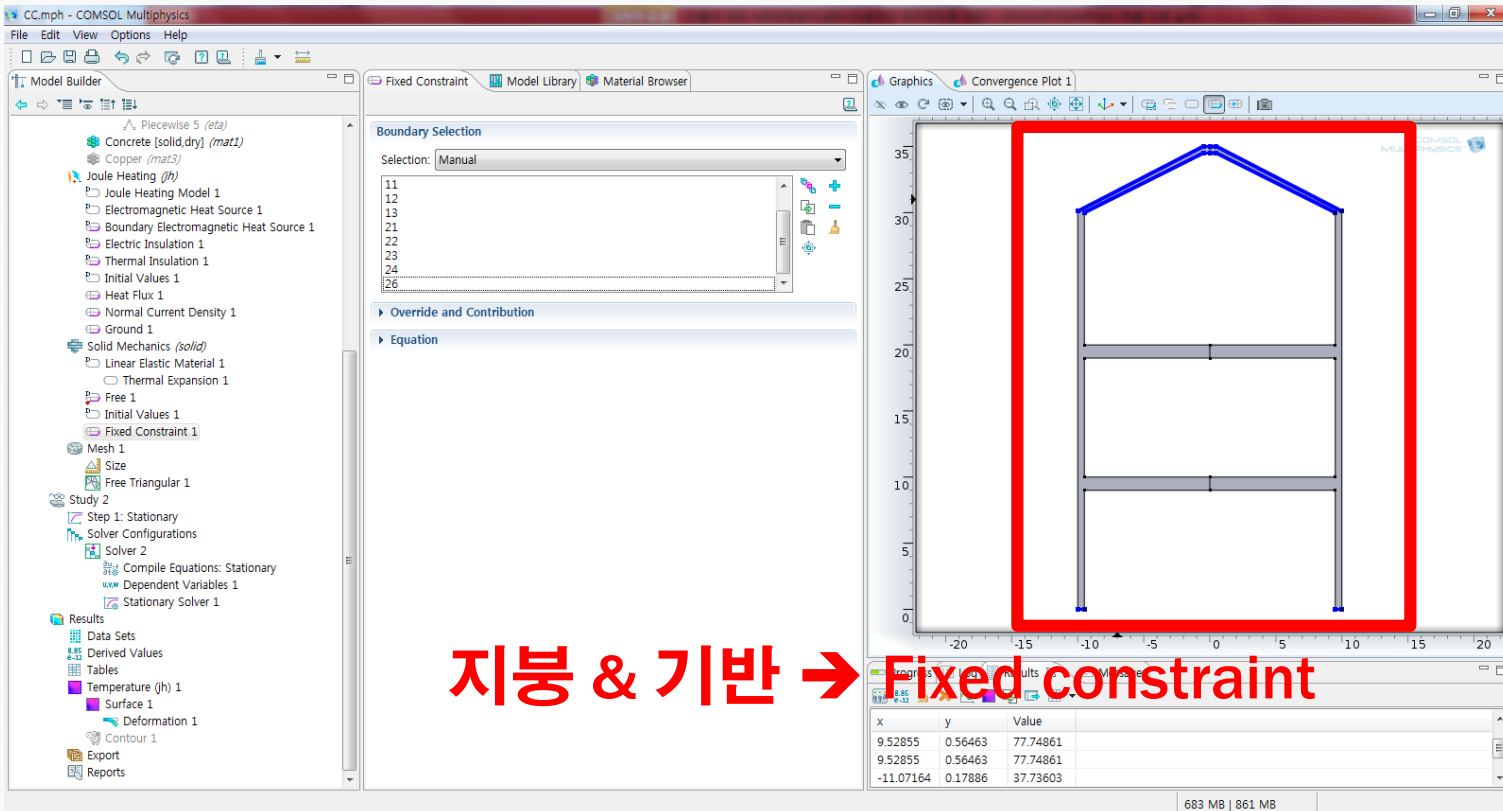 CC.mph - COMSOL Multiphysics
File Edit View Options Help
Model Builder
Piecewise 5 (eta)
Concrete [solid,dry] (mat1)
Copper (mat3)
Joule Heating (jh)
Joule Heating Model 1
Electromagnetic Heat Source 1
Boundary Electromagnetic Heat Source 1
Electric Insulation 1
Thermal Insulation 1
Initial Values 1
Heat Flux 1
Normal Current Density 1
Ground 1
Solid Mechanics (solid)
Linear Elastic Material 1
Thermal Expansion 1
Free 1
Initial Values 1
Fixed Constraint 1
Mesh 1
Size
Free Triangular 1
Study 2
Step 1: Stationary
Solver Configurations
Solver 2
Compile Equations: Stationary
Dependent Variables 1
Stationary Solver 1
Results
Data Sets
Derived Values
Tables
Temperature (jh) 1
Surface 1
Deformation 1
Contour 1
Export
Reports
Fixed Constraint Model Library Material Browser
Boundary Selection
Selection: Manual
11
12
13
21
22
23
24
26
Override and Contribution
Equation
Graphics Convergence Plot 1
COMSOL
MULTIPHYSICS
35
30
25
20
15
10
5
0
-20 -15 -10 -5 0 5 10 15 20
지붕 & 기반 ➔ Fixed constraint
Progress Log Results Messages
x y Value
9.52855 0.56463 77.74861
9.52855 0.56463 77.74861
-11.07164 0.17886 37.73603
683 MB | 861 MB